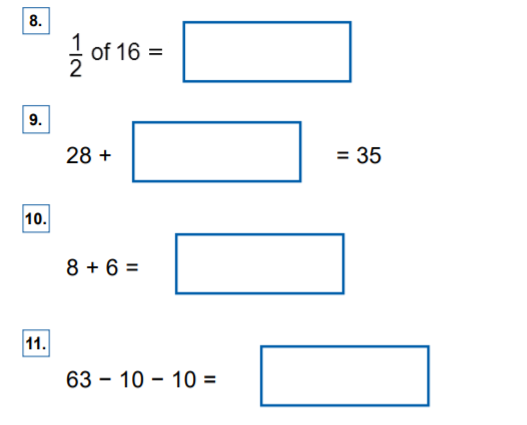 8.
1/2 of 16 =
9.
28 + = 35
10.
8 + 6 =
11.
63 − 10 − 10 =